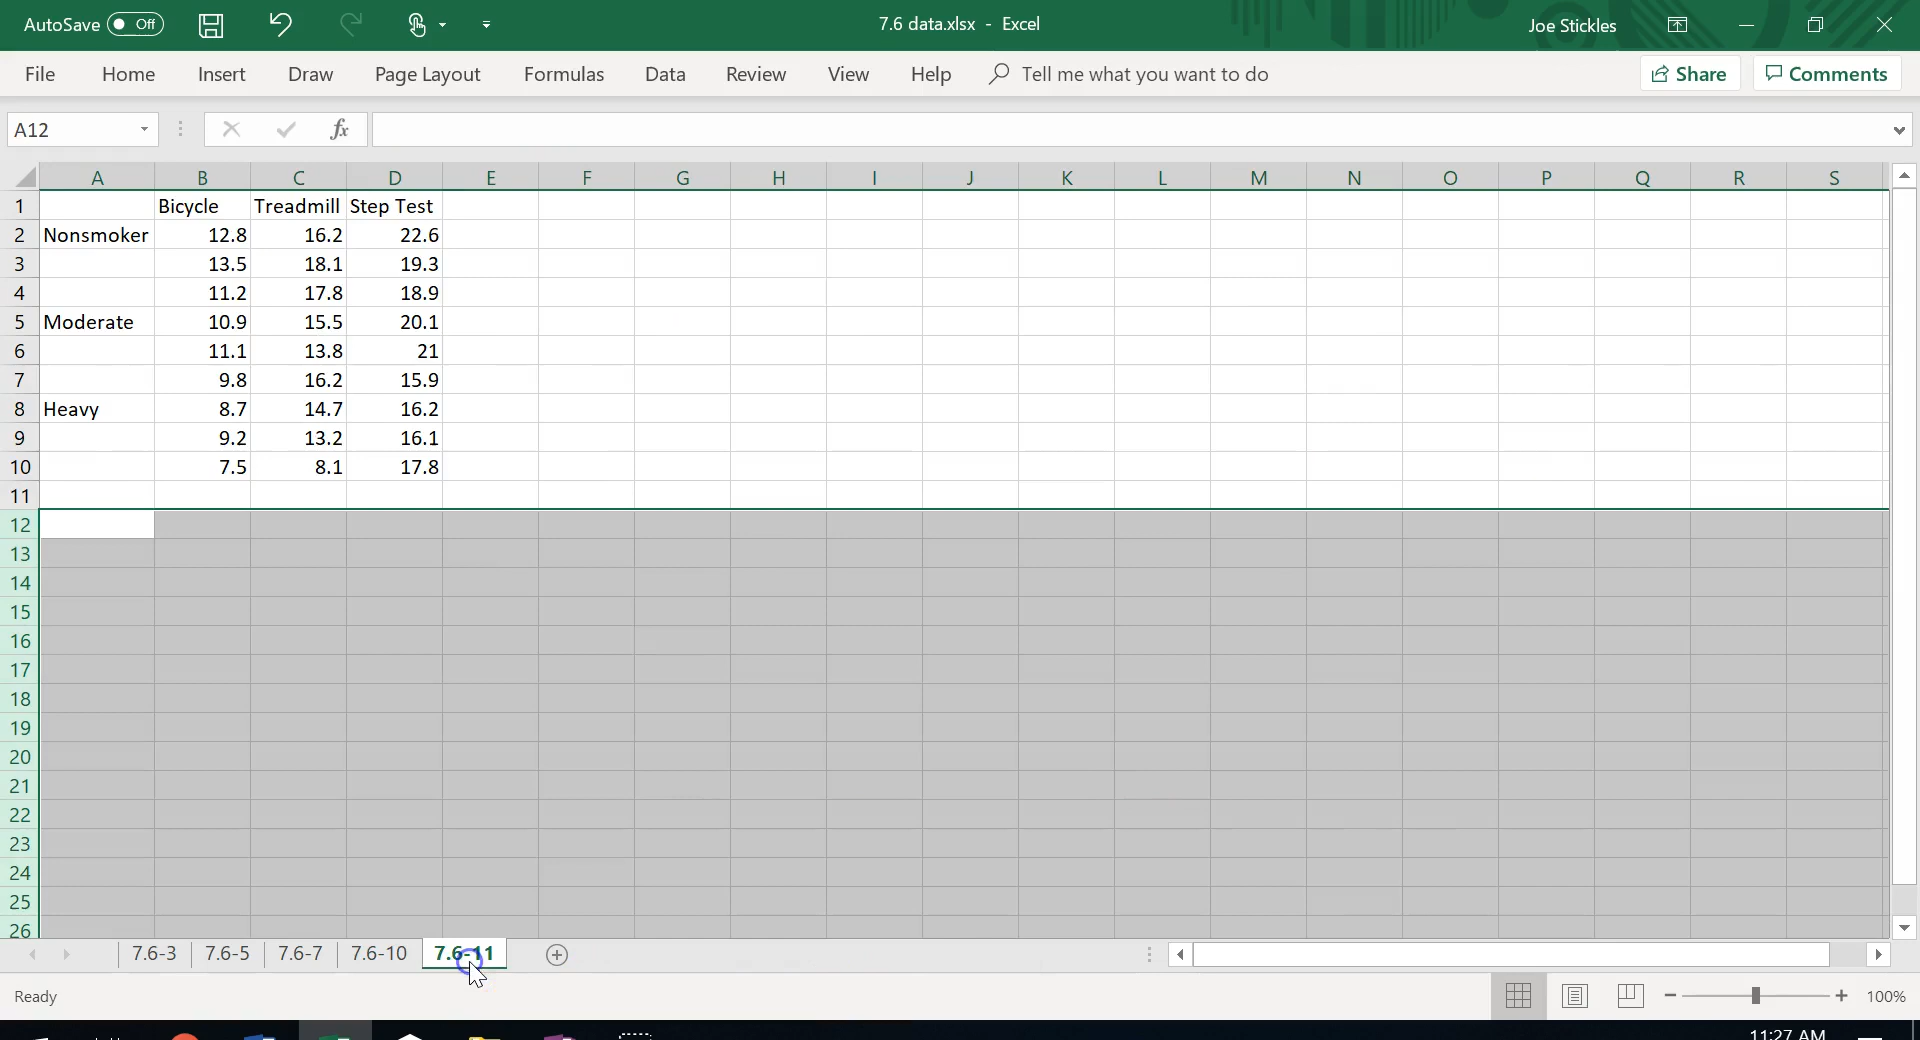 AutoSave Off 7.6 data.xlsx - Excel Joe Stickles
File Home Insert Draw Page Layout Formulas Data Review View Help Tell me what you want to do Share Comments
A12 fx
A B C D E F G H I J K L M N O P Q R S
1 Bicycle Treadmill Step Test
2 Nonsmoker 12.8 16.2 22.6
3 13.5 18.1 19.3
4 11.2 17.8 18.9
5 Moderate 10.9 15.5 20.1
6 11.1 13.8 21
7 9.8 16.2 15.9
8 Heavy 8.7 14.7 16.2
9 9.2 13.2 16.1
10 7.5 8.1 17.8
11
12
13
14
15
16
17
18
19
20
21
22
23
24
25
26
7.6-3 7.6-5 7.6-7 7.6-10 7.6-11
Ready 100%
11:27 AM